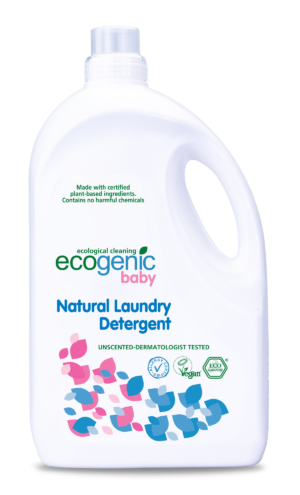 Made with certified
plant-based ingredients.
Contains no harmful chemicals
ecological cleaning
ecogenic
baby
Natural Laundry
Detergent
UNSCENTED-DERMATOLOGIST TESTED
Vegan
ECO